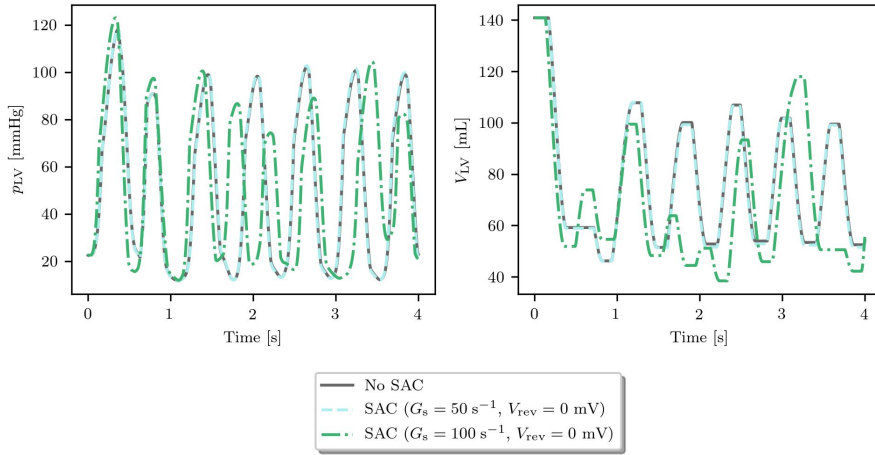 120
100
80
60
40
20
p_LV [mmHg]
0 1 2 3 4
Time [s]
140
120
100
80
60
40
V_LV [mL]
0 1 2 3 4
Time [s]
No SAC
SAC (G_s = 50 s⁻¹, V_rev = 0 mV)
SAC (G_s = 100 s⁻¹, V_rev = 0 mV)